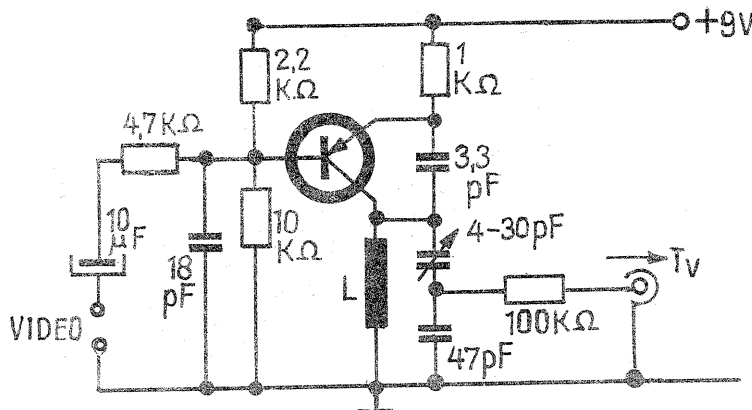 +9V
2,2
KΩ
1
KΩ
4,7KΩ
3,3
pF
10
μF
10
KΩ
4-30pF
18
pF
L
TV
VIDEO
100KΩ
47pF